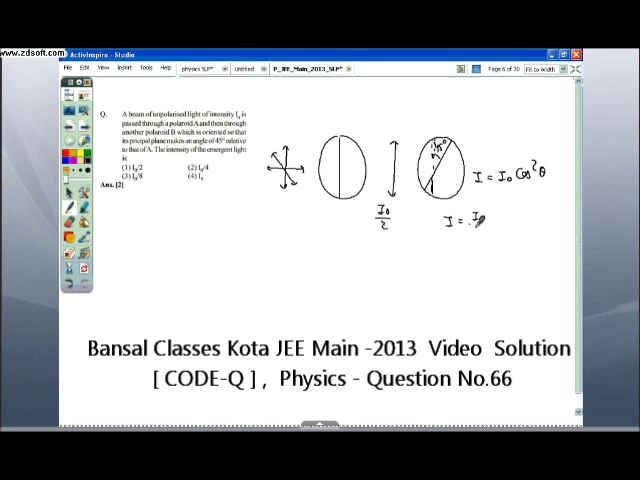 www.zdsoft.com
ActivInspire - Studio
File Edit View Insert Tools Help
physics SLP* Untitled P_JEE_Main_2013_SLP*
Page 6 of 30 Fit to Width
Q. A beam of unpolarised light of intensity I₀ is
passed through a polaroid A and then through
another polaroid B which is oriented so that
its pricipal plane makes an angle of 45° relative
to that of A. The intensity of the emergent light
is
(1) I₀/2 (2) I₀/4
(3) I₀/8 (4) I₀
Ans. [2]
45°
I = I₀ cos²θ
I₀/2
I = I₀
Bansal Classes Kota JEE Main -2013 Video Solution
[ CODE-Q ] , Physics - Question No.66